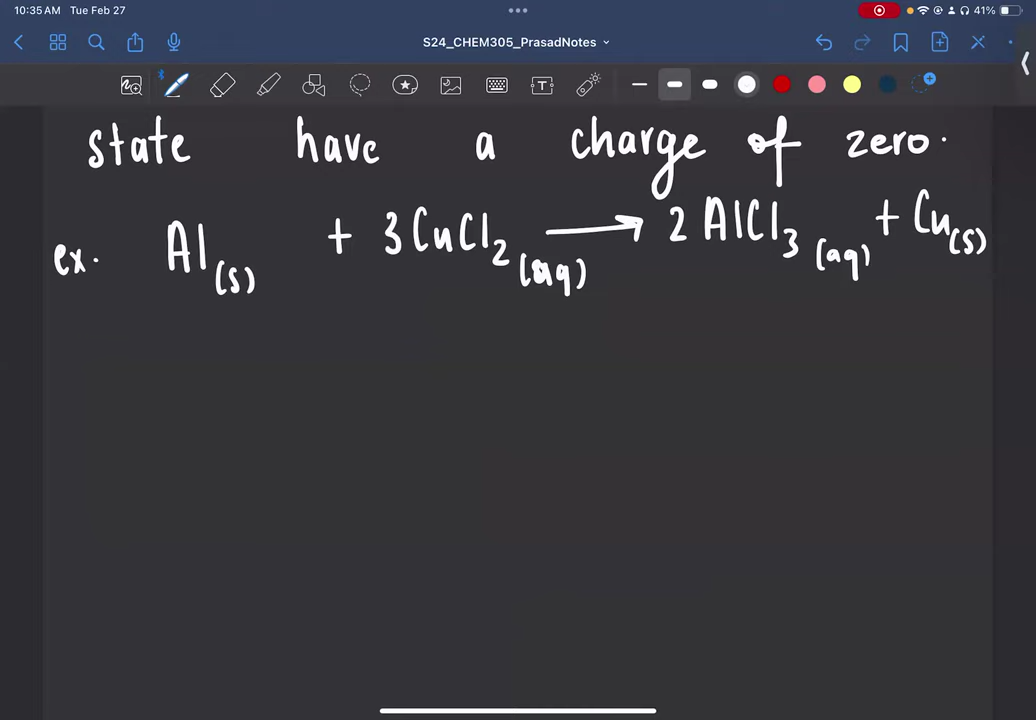 10:35 AM Tue Feb 27
41%
S24_CHEM305_PrasadNotes
state have a charge of zero.
ex. Al(s) + 3CuCl2(aq) → 2AlCl3(aq) + Cu(s)